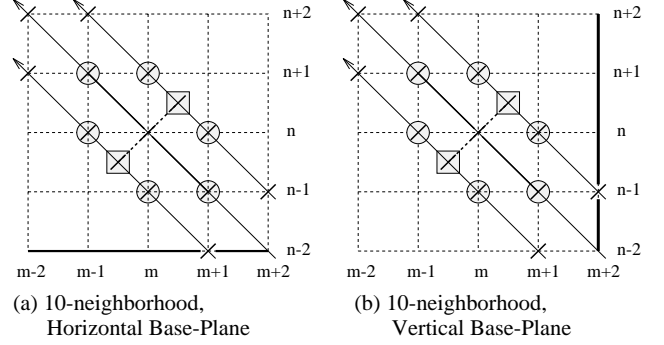 n+2
n+1
n
n-1
n-2
m-2 m-1 m m+1 m+2
(a) 10-neighborhood,
Horizontal Base-Plane
n+2
n+1
n
n-1
n-2
m-2 m-1 m m+1 m+2
(b) 10-neighborhood,
Vertical Base-Plane